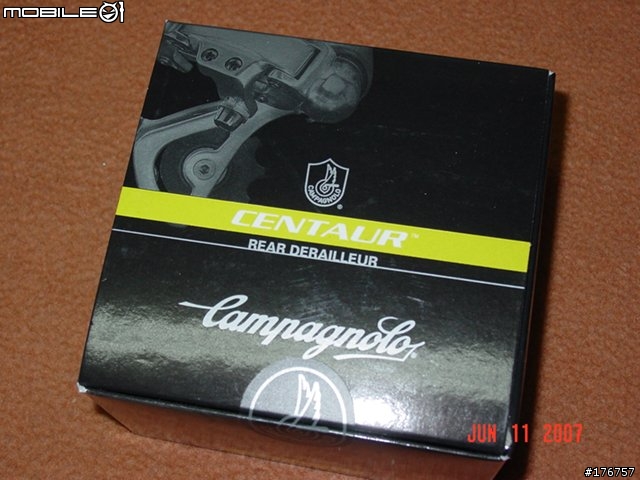 MOBILE01
CAMPAGNOLO
®
CENTAUR™
REAR DERAILLEUR
Campagnolo®
JUN 11 2007
#176757